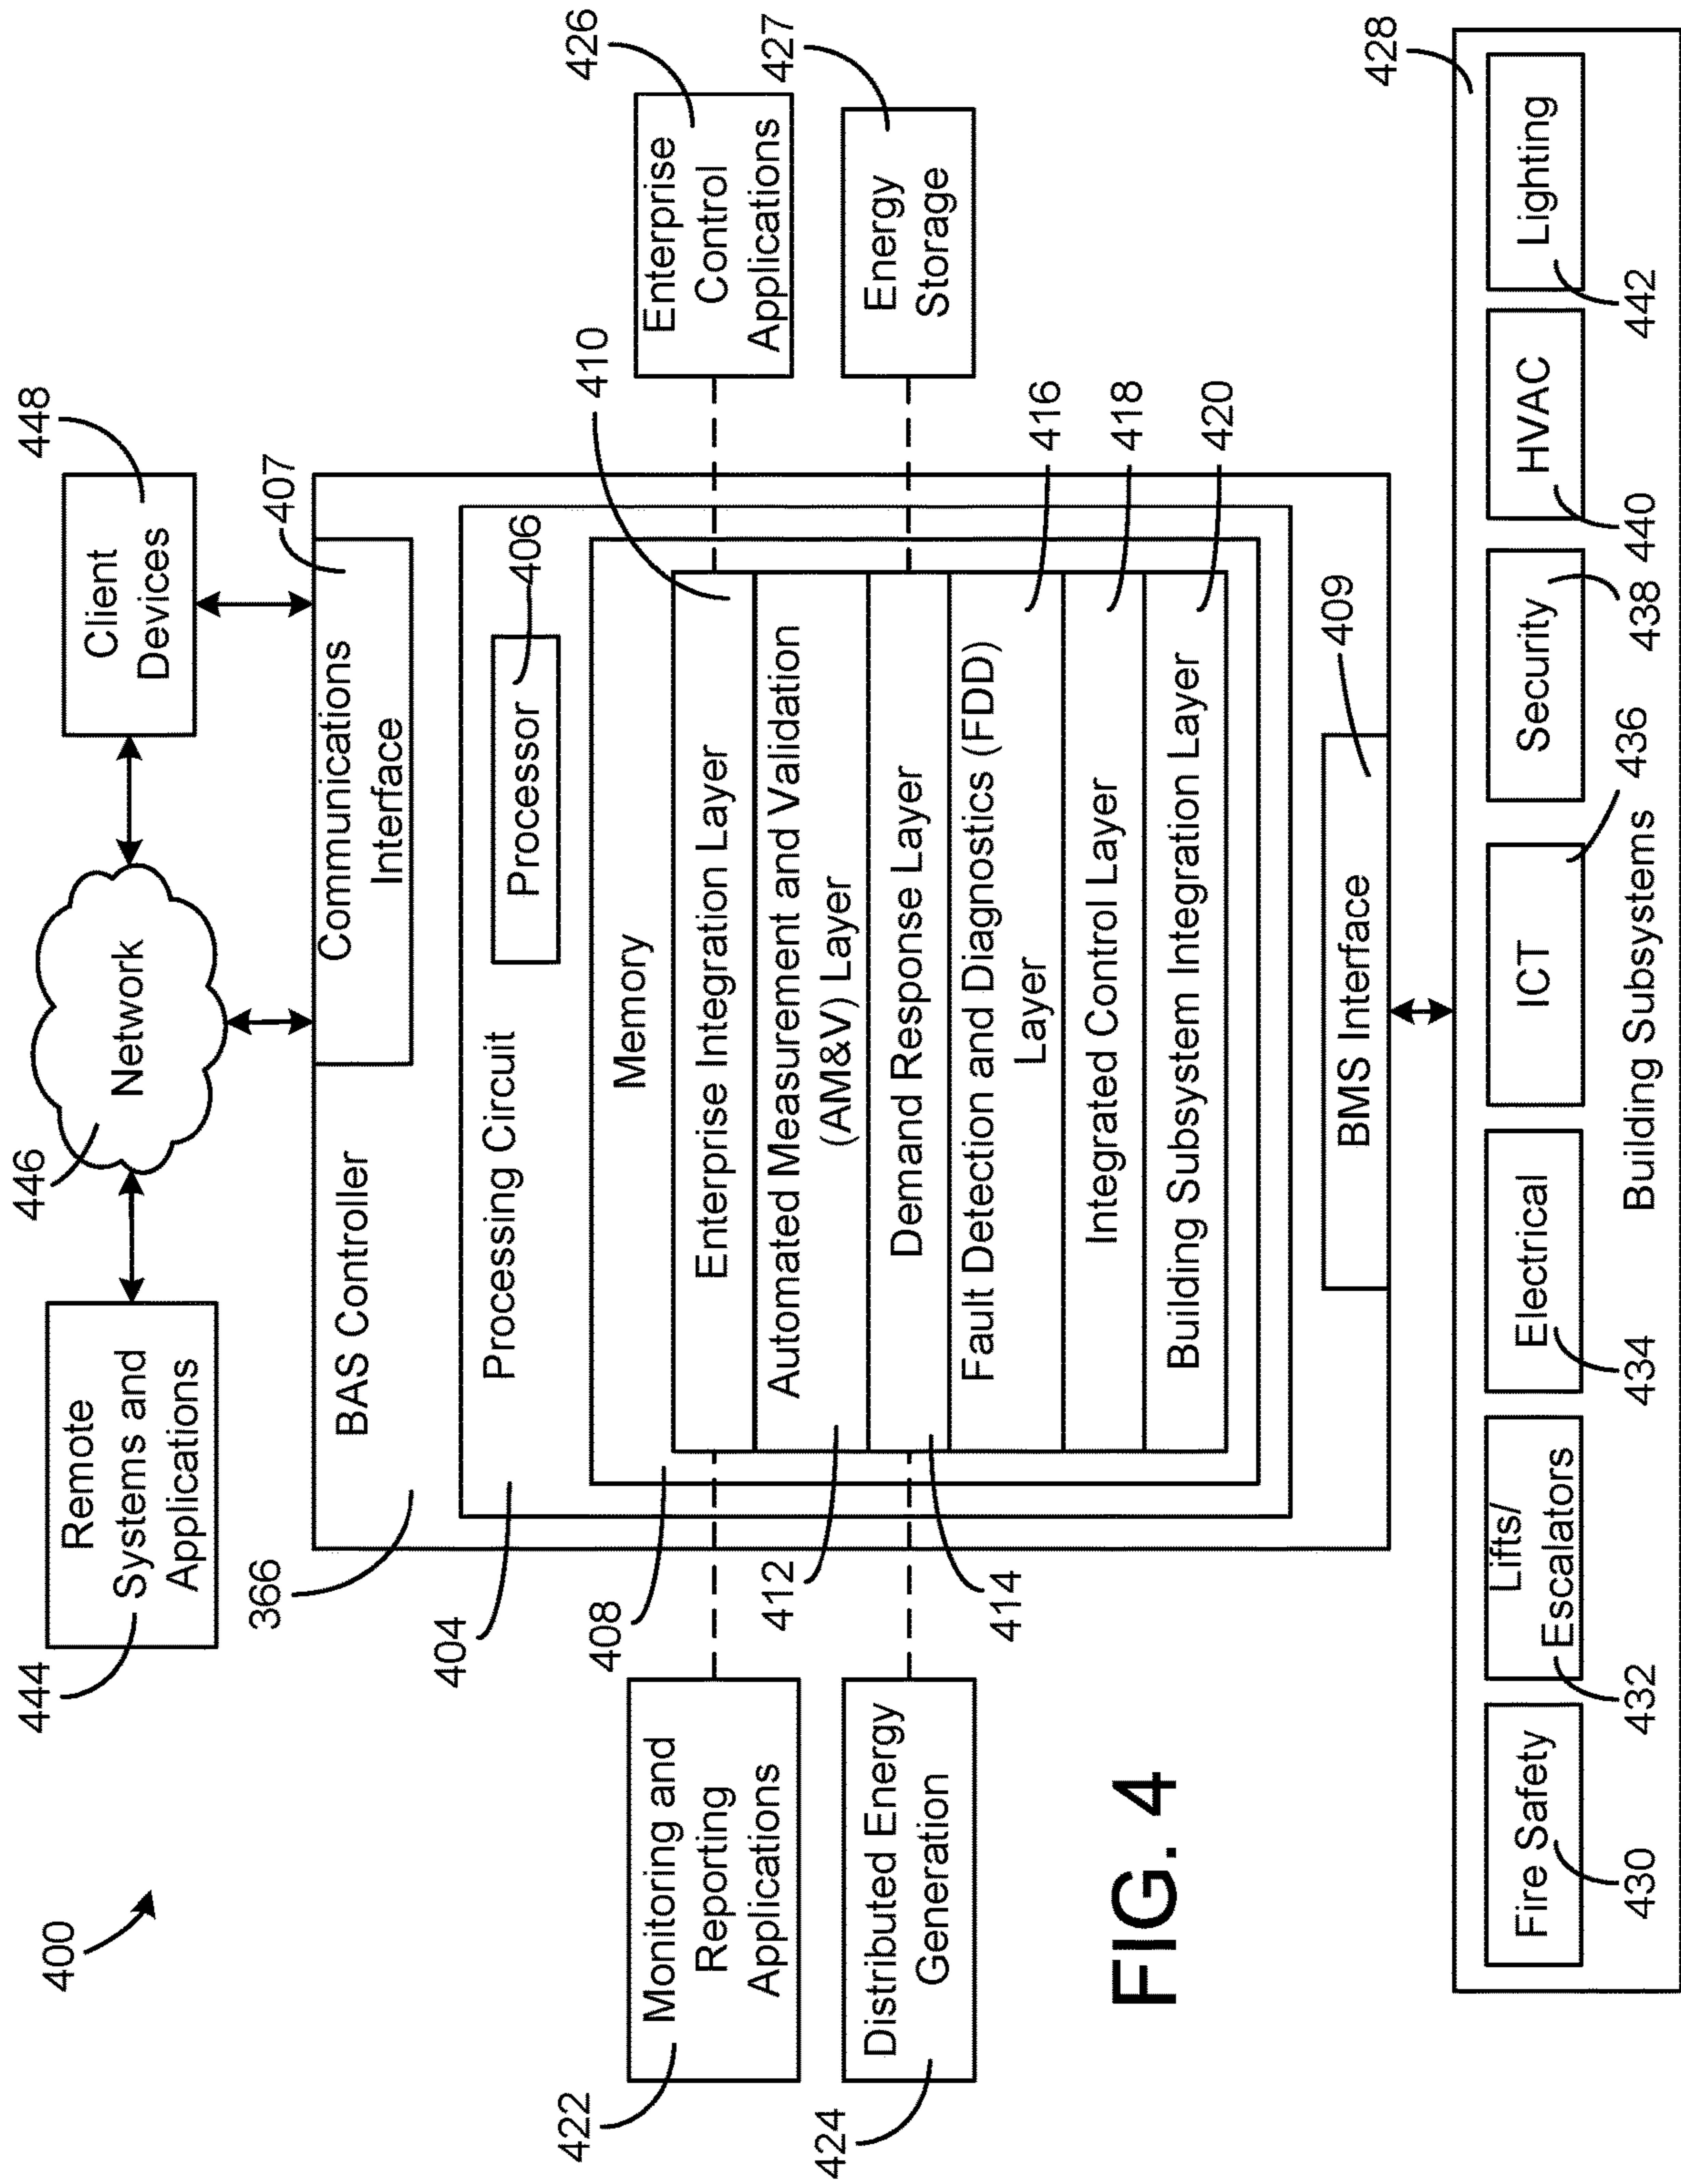 400
444
Remote
Systems and
Applications
446
Network
448
Client
Devices
366
BAS Controller
407
Communications
Interface
404
Processing Circuit
Processor
406
408
Memory
410
Enterprise Integration Layer
412
Automated Measurement and Validation
(AM&V) Layer
414
Demand Response Layer
416
Fault Detection and Diagnostics (FDD)
Layer
418
Integrated Control Layer
420
Building Subsystem Integration Layer
BMS Interface
409
422
Monitoring and
Reporting
Applications
424
Distributed Energy
Generation
426
Enterprise
Control
Applications
427
Energy
Storage
FIG. 4
428
Fire Safety
430
Lifts/
Escalators
432
Electrical
434
ICT
436
Security
438
HVAC
440
Lighting
442
Building Subsystems